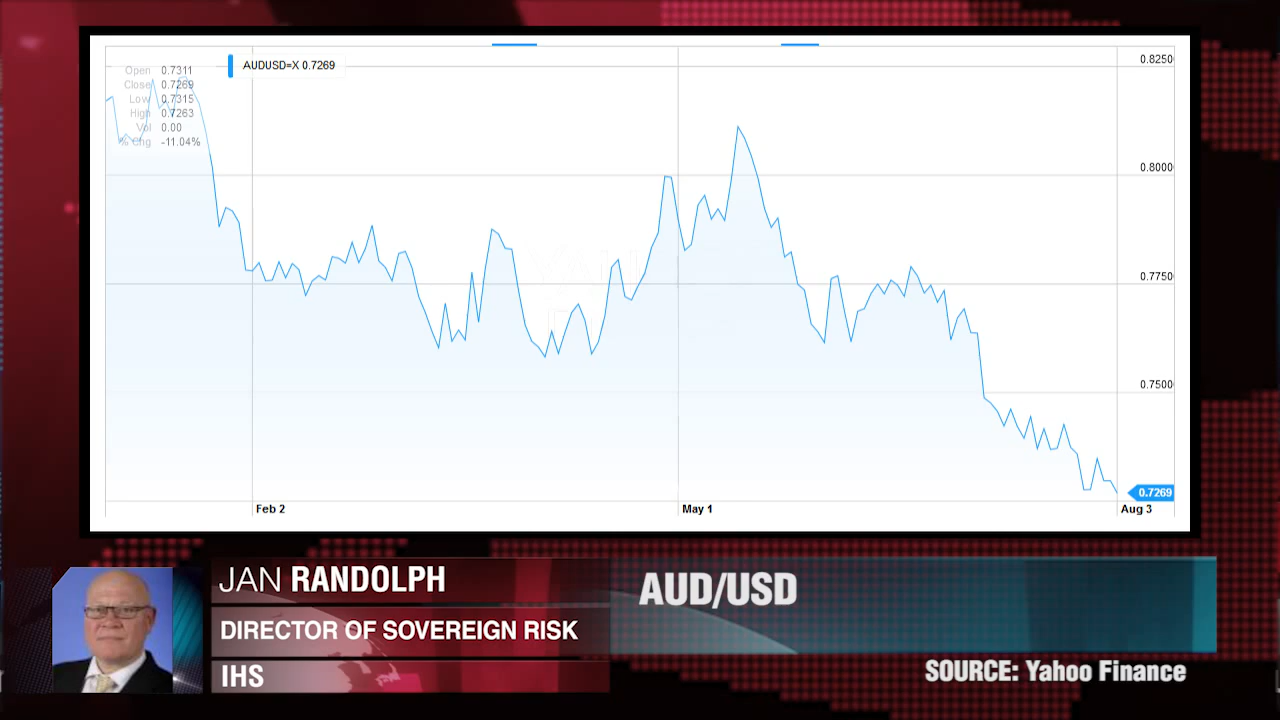 AUDUSD=X 0.7269
Open 0.7311
Close 0.7269
Low 0.7315
High 0.7263
Vol 0.00
% Chg -11.04%
0.8250
0.8000
0.7750
0.7500
0.7269
Feb 2
May 1
Aug 3
JAN RANDOLPH
DIRECTOR OF SOVEREIGN RISK
IHS
AUD/USD
SOURCE: Yahoo Finance